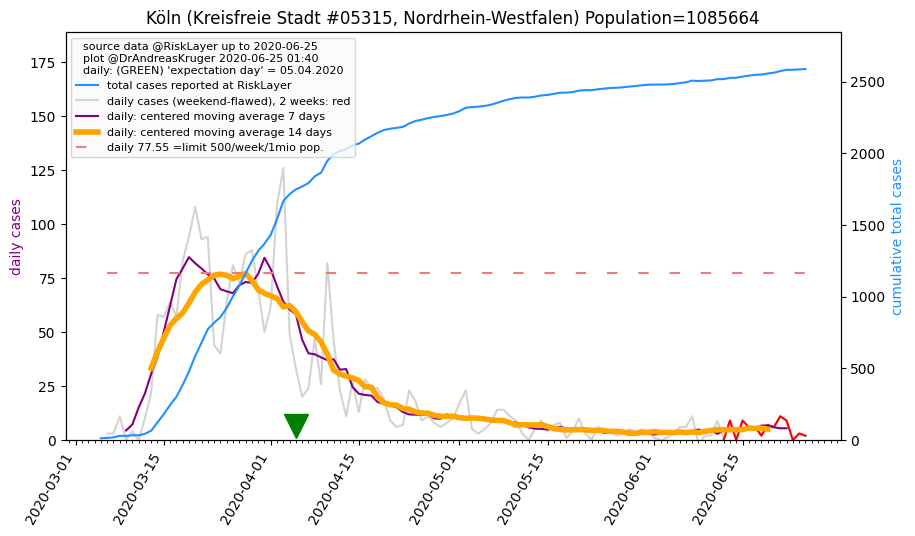 Köln (Kreisfreie Stadt #05315, Nordrhein-Westfalen) Population=1085664
source data @RiskLayer up to 2020-06-25
plot @DrAndreasKruger 2020-06-25 01:40
daily: (GREEN) 'expectation day' = 05.04.2020
total cases reported at RiskLayer
daily cases (weekend-flawed), 2 weeks: red
daily: centered moving average 7 days
daily: centered moving average 14 days
daily 77.55 =limit 500/week/1mio pop.
daily cases
175
150
125
100
75
50
25
0
cumulative total cases
2500
2000
1500
1000
500
0
2020-03-01
2020-03-15
2020-04-01
2020-04-15
2020-05-01
2020-05-15
2020-06-01
2020-06-15